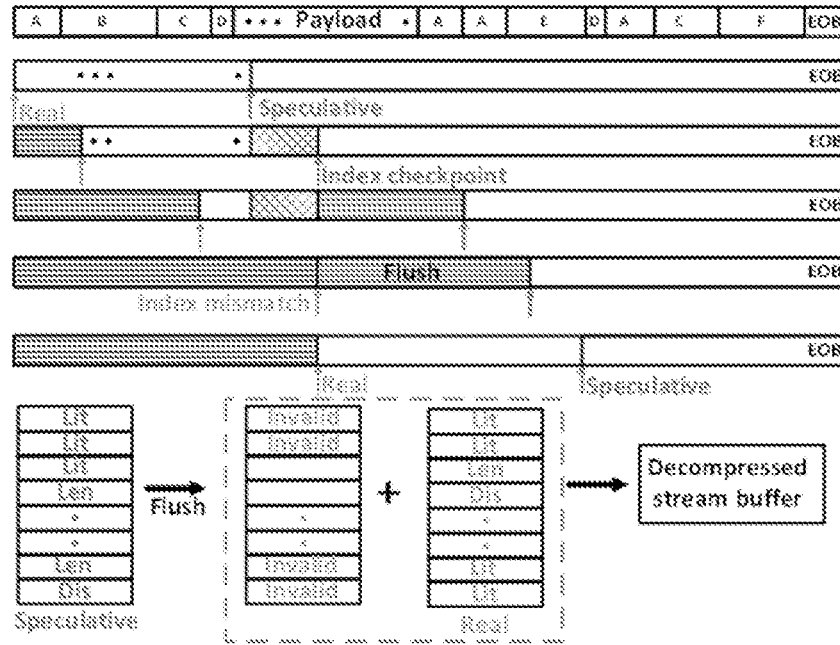 A B C D Payload A A E D A C F EOB
EOB
Real Speculative
EOB
Index checkpoint
EOB
Flush EOB
Index mismatch
EOB
Real Speculative
Lit Invalid Lit
Lit Invalid Lit
Lit Len
Len Dis
Flush + Decompressed
stream buffer
Len Invalid Lit
Dis Invalid Lit
Speculative Real